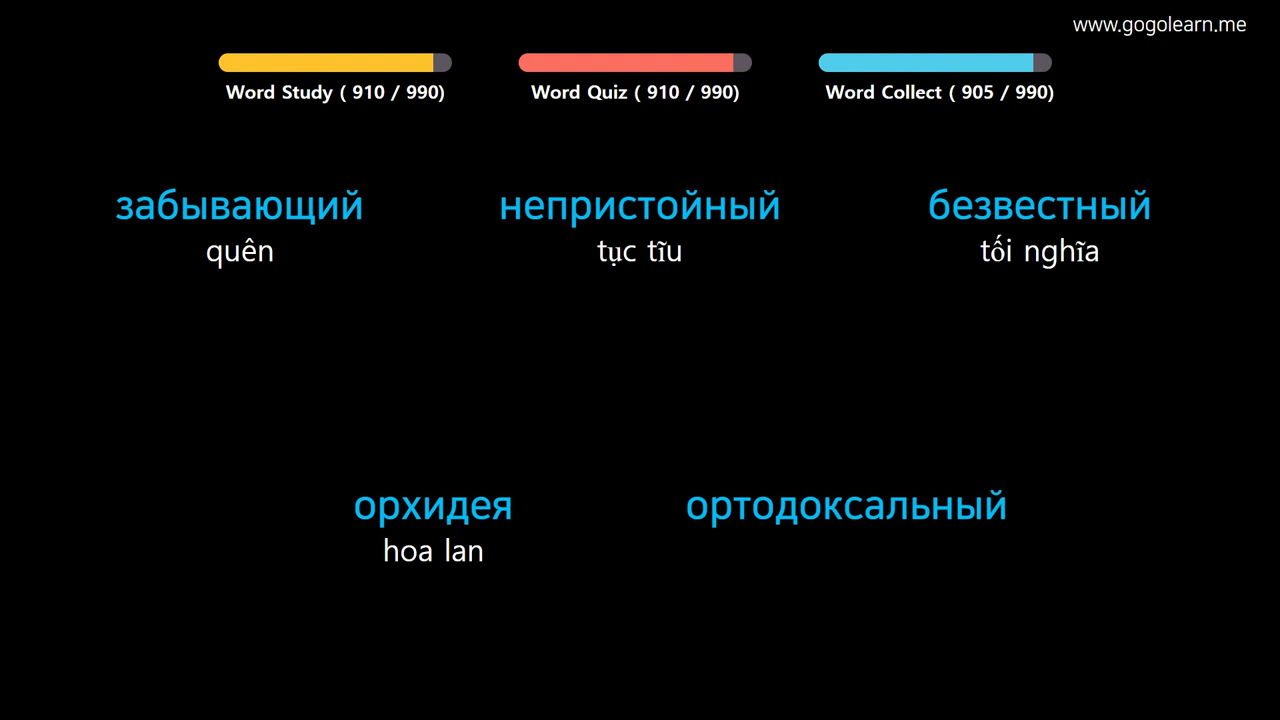 www.gogolearn.me
Word Study ( 910 / 990)
Word Quiz ( 910 / 990)
Word Collect ( 905 / 990)
забывающий
quên
непристойный
tục tĩu
безвестный
tối nghĩa
орхидея
hoa lan
ортодоксальный